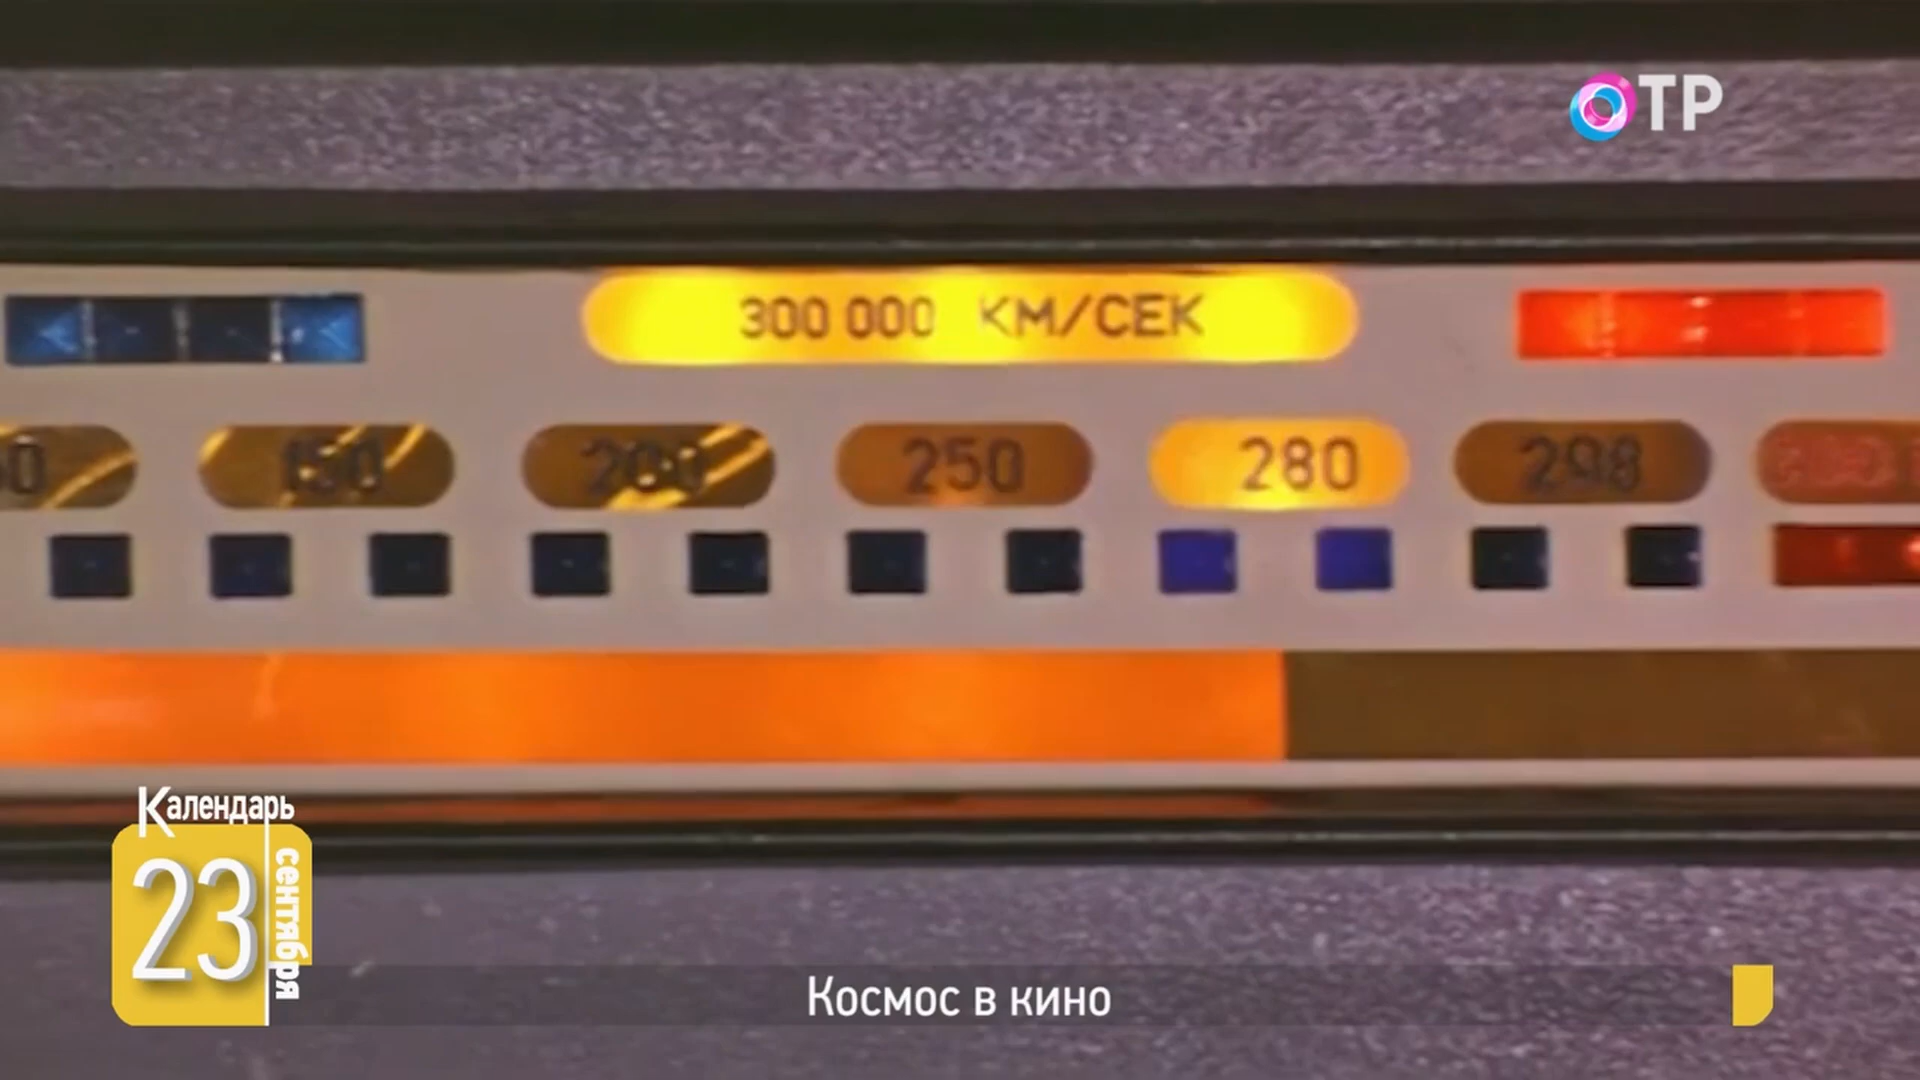 ОТР
300 000 КМ/СЕК
150 200 250 280 298
Календарь
23
сентября
Космос в кино